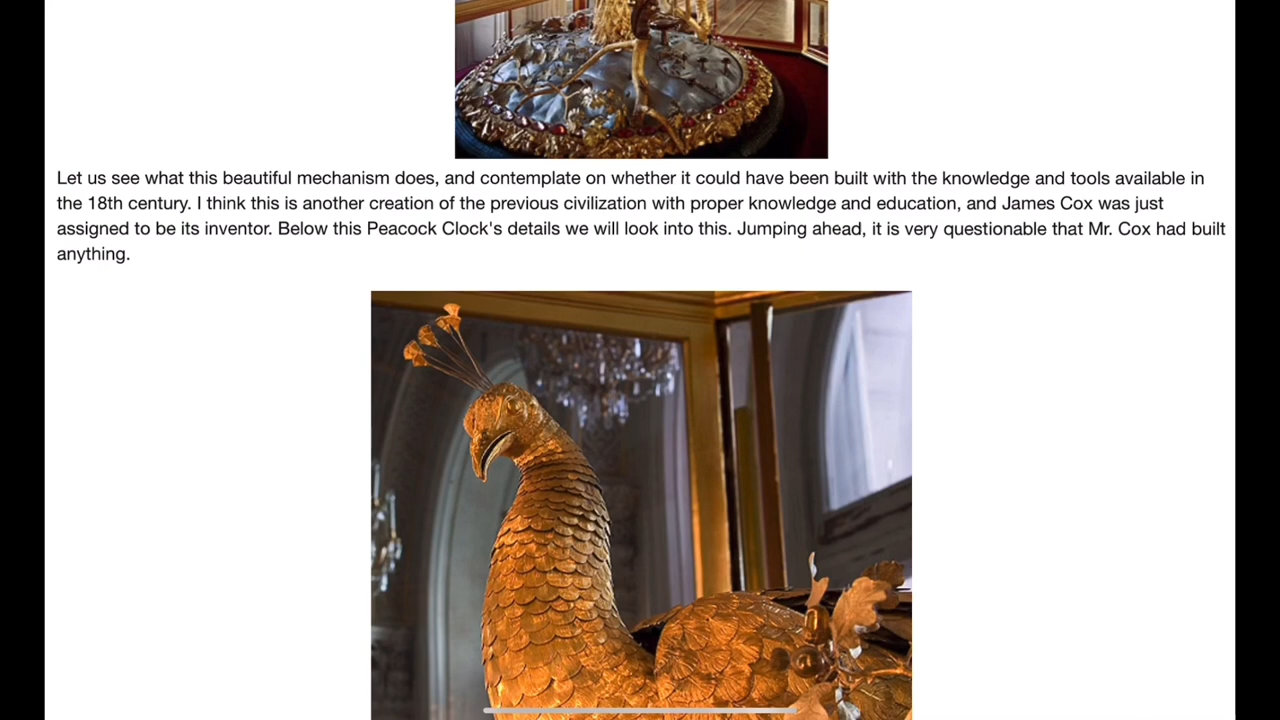 Let us see what this beautiful mechanism does, and contemplate on whether it could have been built with the knowledge and tools available in
the 18th century. I think this is another creation of the previous civilization with proper knowledge and education, and James Cox was just
assigned to be its inventor. Below this Peacock Clock's details we will look into this. Jumping ahead, it is very questionable that Mr. Cox had built
anything.